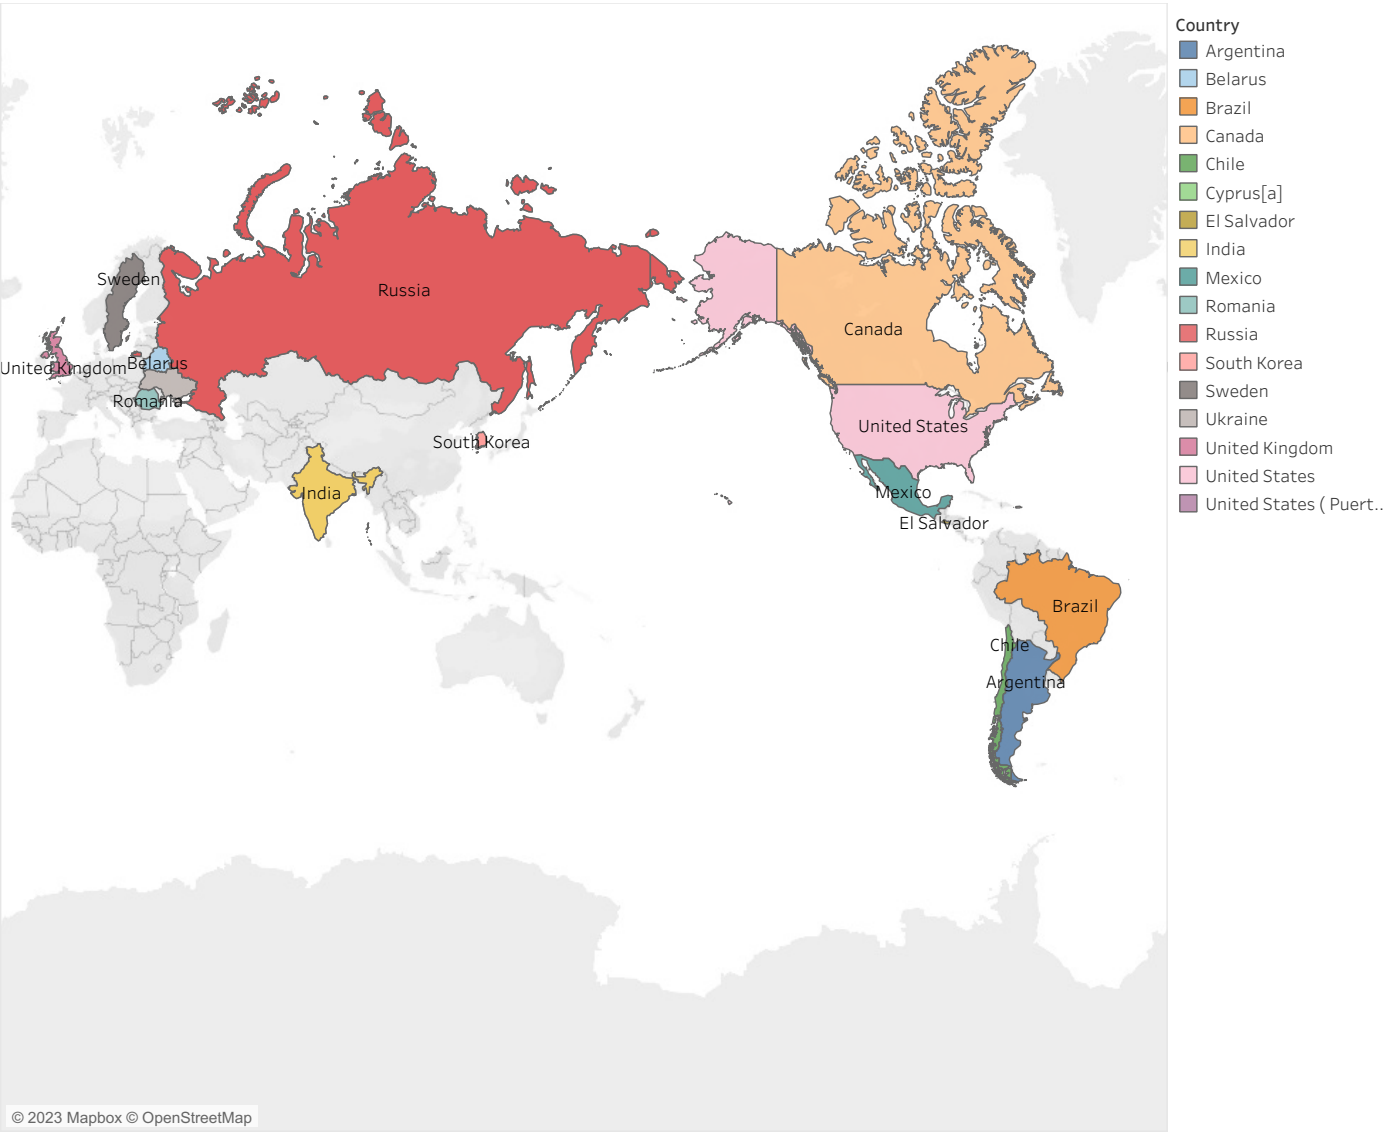 Country
Argentina
Belarus
Brazil
Canada
Chile
Cyprus[a]
El Salvador
India
Mexico
Romania
Russia
South Korea
Sweden
Ukraine
United Kingdom
United States
United States ( Puert..
Sweden
Russia
Canada
United Kingdom
Belarus
Romania
United States
South Korea
India
Mexico
El Salvador
Brazil
Chile
Argentina
© 2023 Mapbox © OpenStreetMap